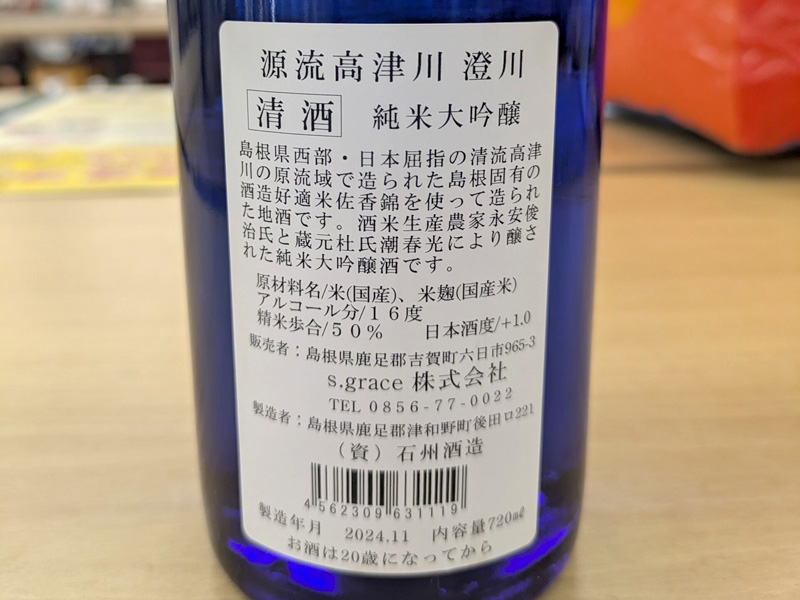 源流高津川 澄川
清酒 純米大吟醸
島根県西部・日本屈指の清流高津
川の原流域で造られた島根固有の
酒造好適米佐香錦を使って造られ
た地酒です。酒米生産農家永安俊
治氏と蔵元杜氏潮春光により醸さ
れた純米大吟醸酒です。
原材料名/米(国産)、米麹(国産米)
アルコール分/16度
精米歩合/50% 日本酒度/+1.0
販売者：島根県鹿足郡吉賀町六日市965-3
s.grace 株式会社
TEL 0856-77-0022
製造者：島根県鹿足郡津和野町後田ロ221
（資）石州酒造
4 562309 631119
製造年月 2024.11 内容量720㎖
お酒は20歳になってから